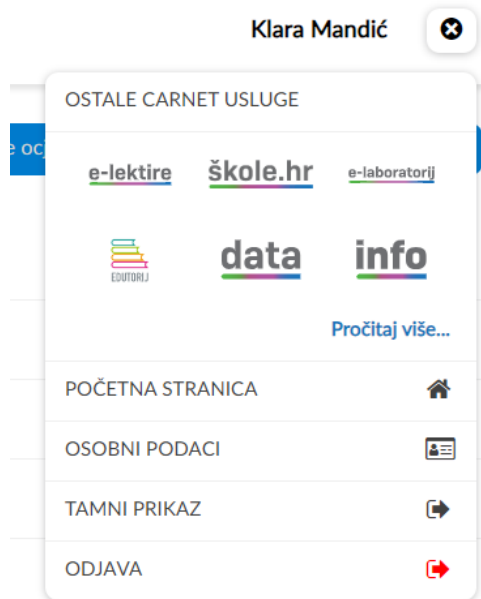 Klara Mandić
OSTALE CARNET USLUGE
e ocj
e-lektire škole.hr e-laboratorij
EDUTORIJ data info
Pročitaj više...
POČETNA STRANICA
OSOBNI PODACI
TAMNI PRIKAZ
ODJAVA